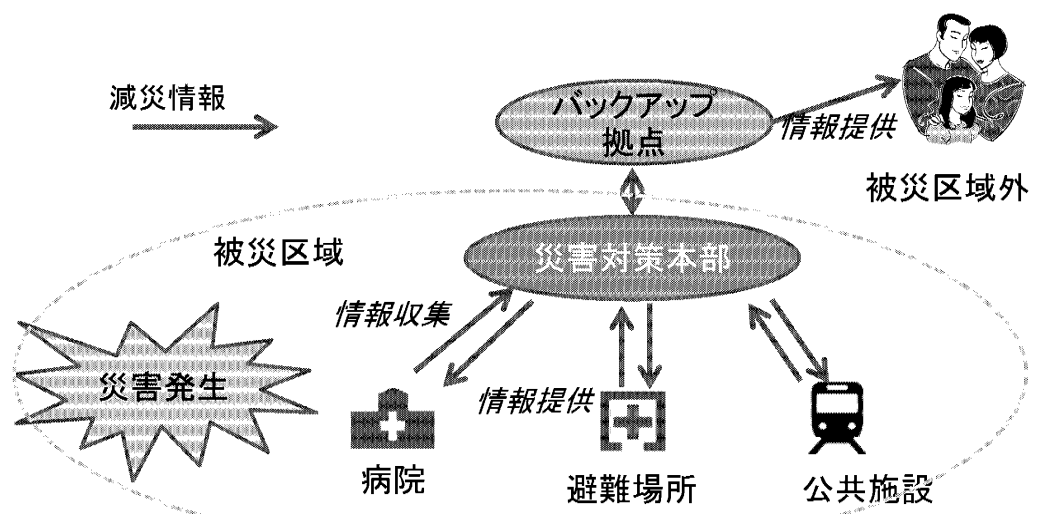 減災情報
バックアップ
拠点
情報提供
被災区域外
被災区域
災害対策本部
情報収集
災害発生
情報提供
病院
避難場所
公共施設